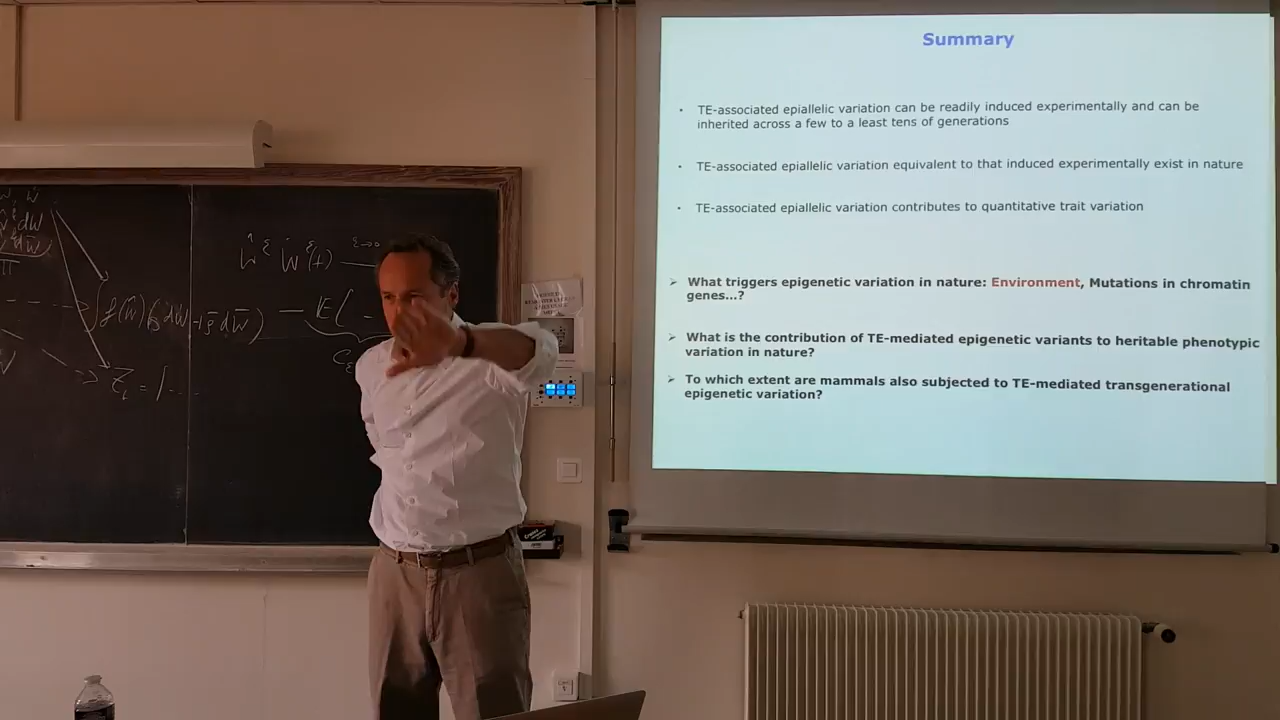 Summary
TE-associated epiallelic variation can be readily induced experimentally and can be
inherited across a few to a least tens of generations
TE-associated epiallelic variation equivalent to that induced experimentally exist in nature
TE-associated epiallelic variation contributes to quantitative trait variation
What triggers epigenetic variation in nature: Environment, Mutations in chromatin
genes...?
What is the contribution of TE-mediated epigenetic variants to heritable phenotypic
variation in nature?
To which extent are mammals also subjected to TE-mediated transgenerational
epigenetic variation?